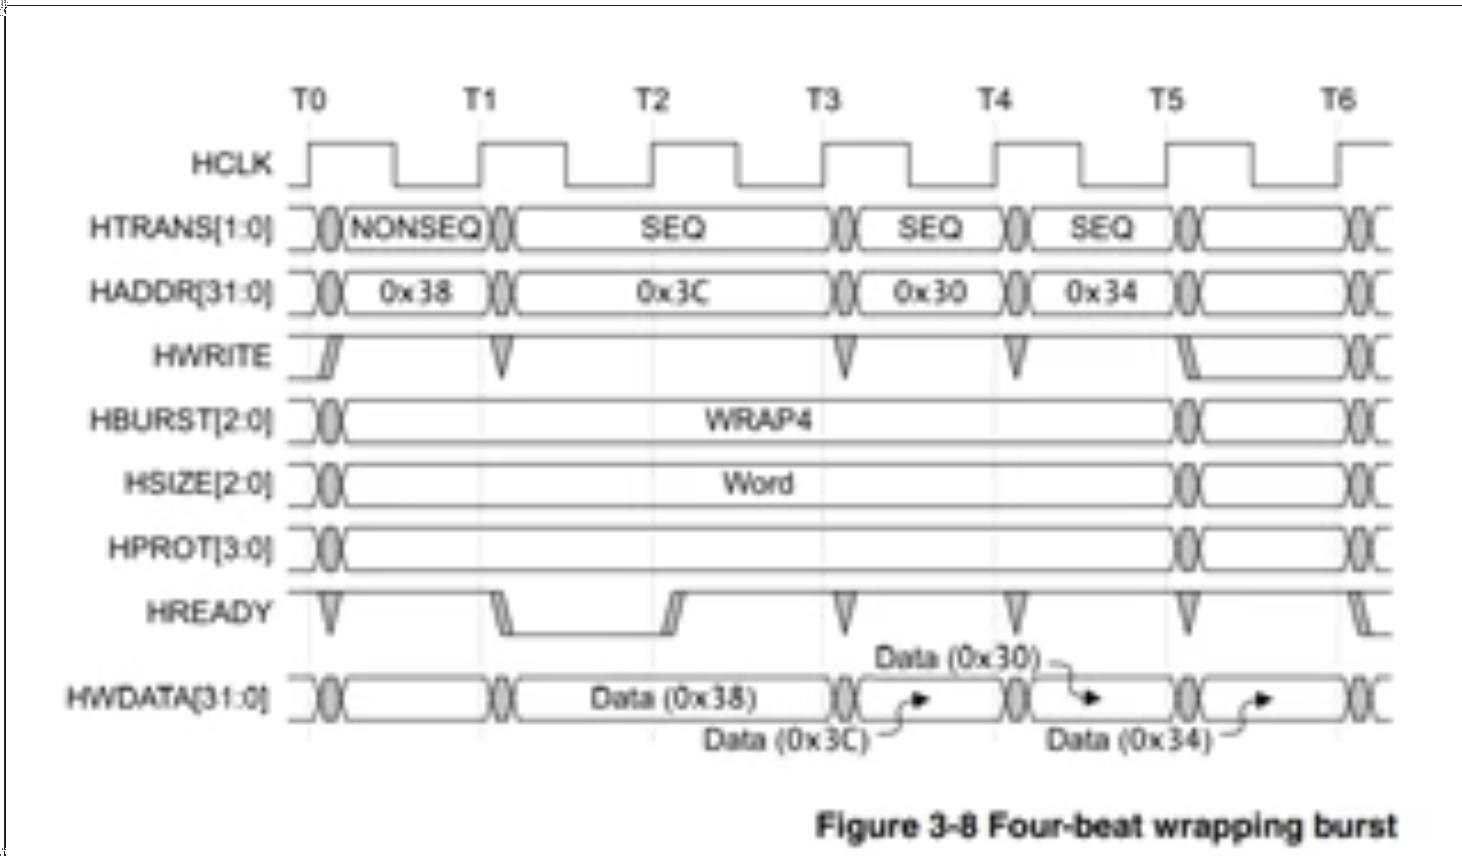 T0 T1 T2 T3 T4 T5 T6
HCLK
HTRANS[1:0] NONSEQ SEQ SEQ SEQ
HADDR[31:0] 0x38 0x3C 0x30 0x34
HWRITE
HBURST[2:0] WRAP4
HSIZE[2:0] Word
HPROT[3:0]
HREADY
Data (0x30)
HWDATA[31:0] Data (0x38)
Data (0x3C) Data (0x34)
Figure 3-8 Four-beat wrapping burst